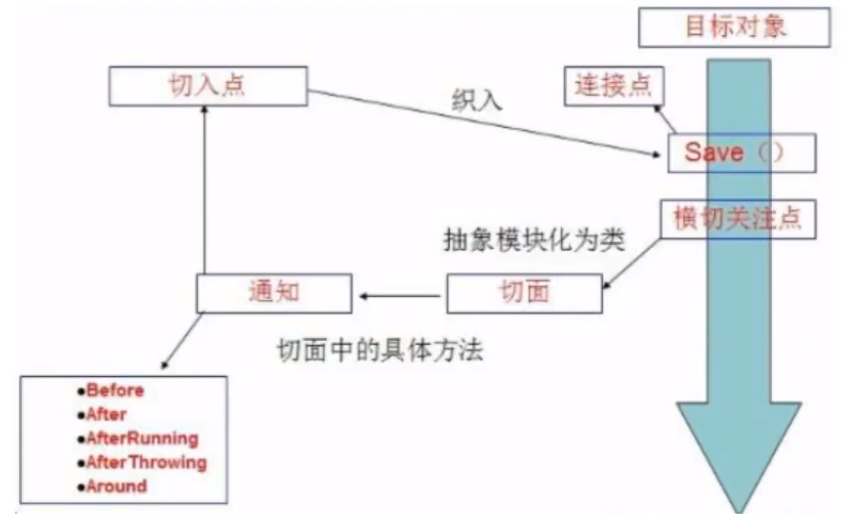 目标对象
切入点
织入
连接点
Save（）
横切关注点
抽象模块化为类
通知
切面
切面中的具体方法
●Before
●After
●AfterRunning
●AfterThrowing
●Around